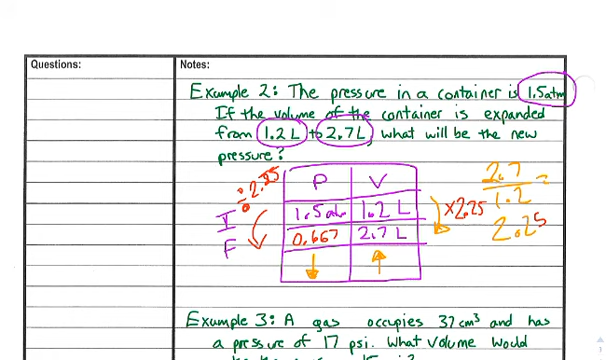 Questions:
Notes:
Example 2: The pressure in a container is 1.5atm
If the volume of the container is expanded
from 1.2 L to 2.7 L, what will be the new
pressure?
2.7
1.2 =
2.25
P V
÷ 2.25
I 1.5 atm 1.2 L ×2.25
F 0.667 2.7 L
Example 3: A gas occupies 37 cm³ and has
a pressure of 17 psi. What volume would